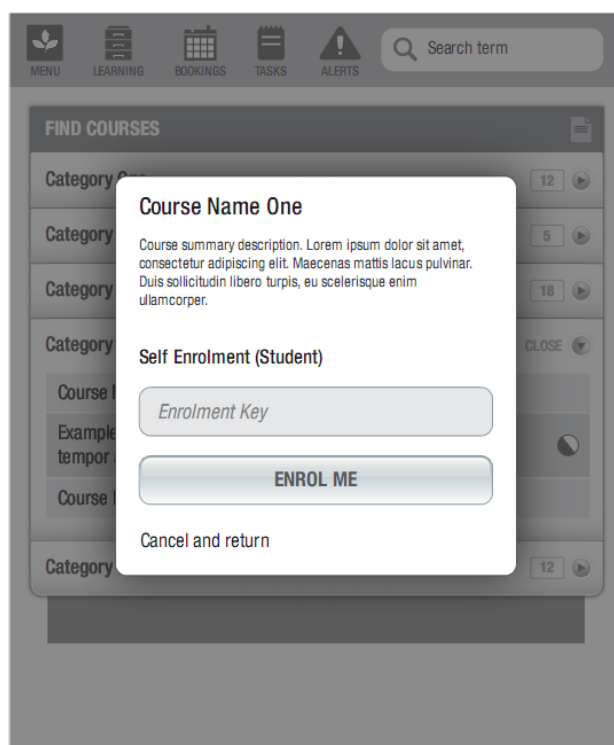 MENU LEARNING BOOKINGS TASKS ALERTS Search term
FIND COURSES
Category One 12
Category 5
Category 18
Category CLOSE
Course
Example
tempor
Course
Category 12
Course Name One
Course summary description. Lorem ipsum dolor sit amet,
consectetur adipiscing elit. Maecenas mattis lacus pulvinar.
Duis sollicitudin libero turpis, eu scelerisque enim
ullamcorper.
Self Enrolment (Student)
Enrolment Key
ENROL ME
Cancel and return